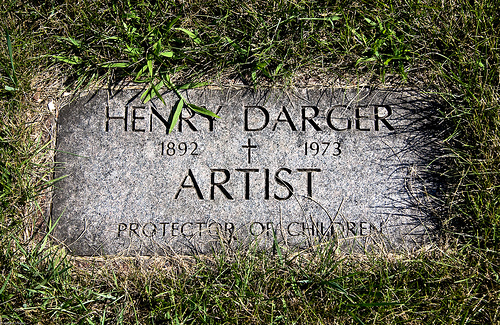 HENRY DARGER
1892 † 1973
ARTIST
PROTECTOR OF CHILDREN